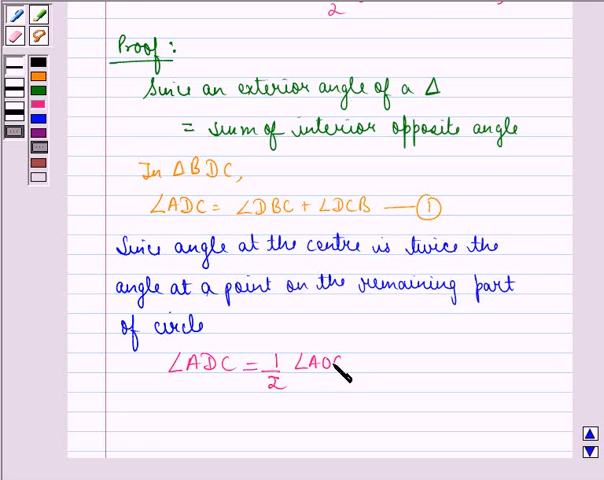 2
Proof :
Since an exterior angle of a Δ
= sum of interior opposite angle
In ΔBDC,
∠ADC = ∠DBC + ∠DCB — ①
Since angle at the centre is twice the
angle at a point on the remaining part
of circle
∠ADC = 1/2 ∠AOC